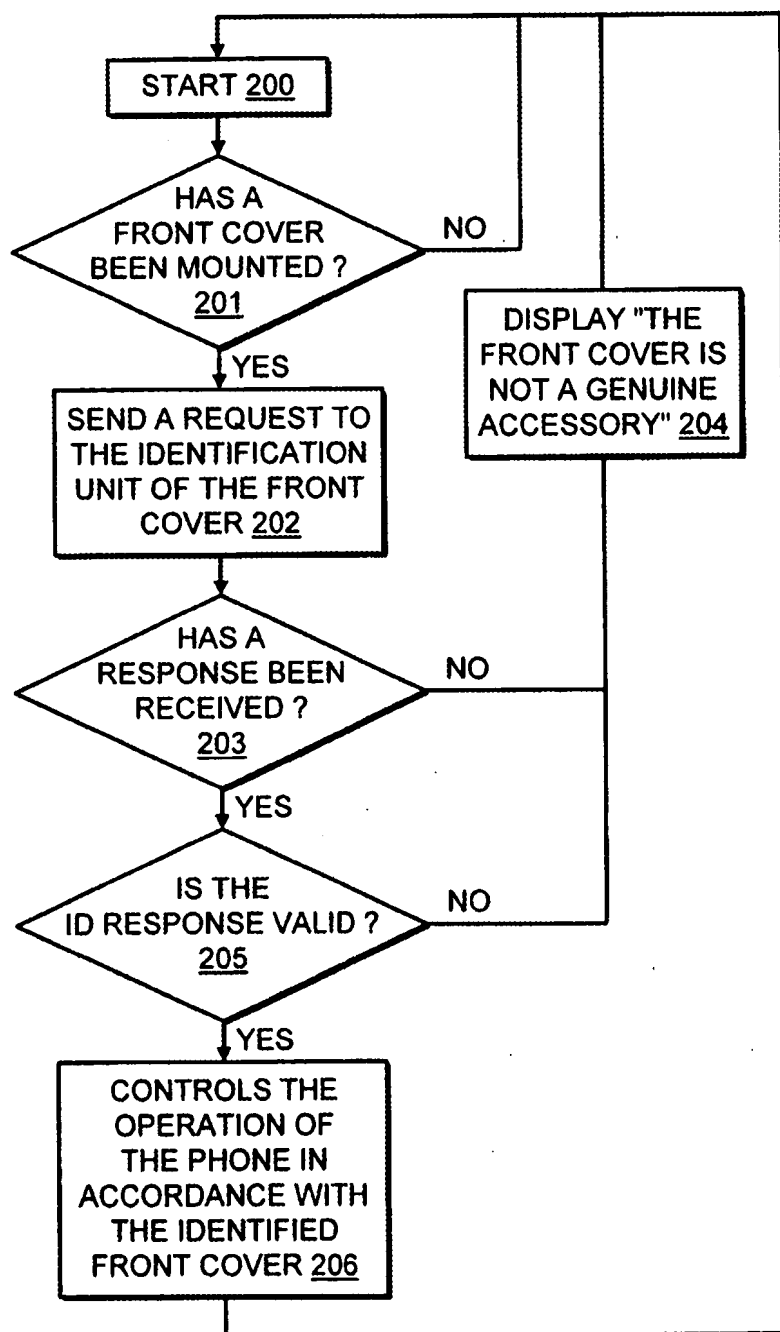 START 200
HAS A
FRONT COVER
BEEN MOUNTED ?
201
NO
YES
DISPLAY "THE
FRONT COVER IS
NOT A GENUINE
ACCESSORY" 204
SEND A REQUEST TO
THE IDENTIFICATION
UNIT OF THE FRONT
COVER 202
HAS A
RESPONSE BEEN
RECEIVED ?
203
NO
YES
IS THE
ID RESPONSE VALID ?
205
NO
YES
CONTROLS THE
OPERATION OF
THE PHONE IN
ACCORDANCE WITH
THE IDENTIFIED
FRONT COVER 206